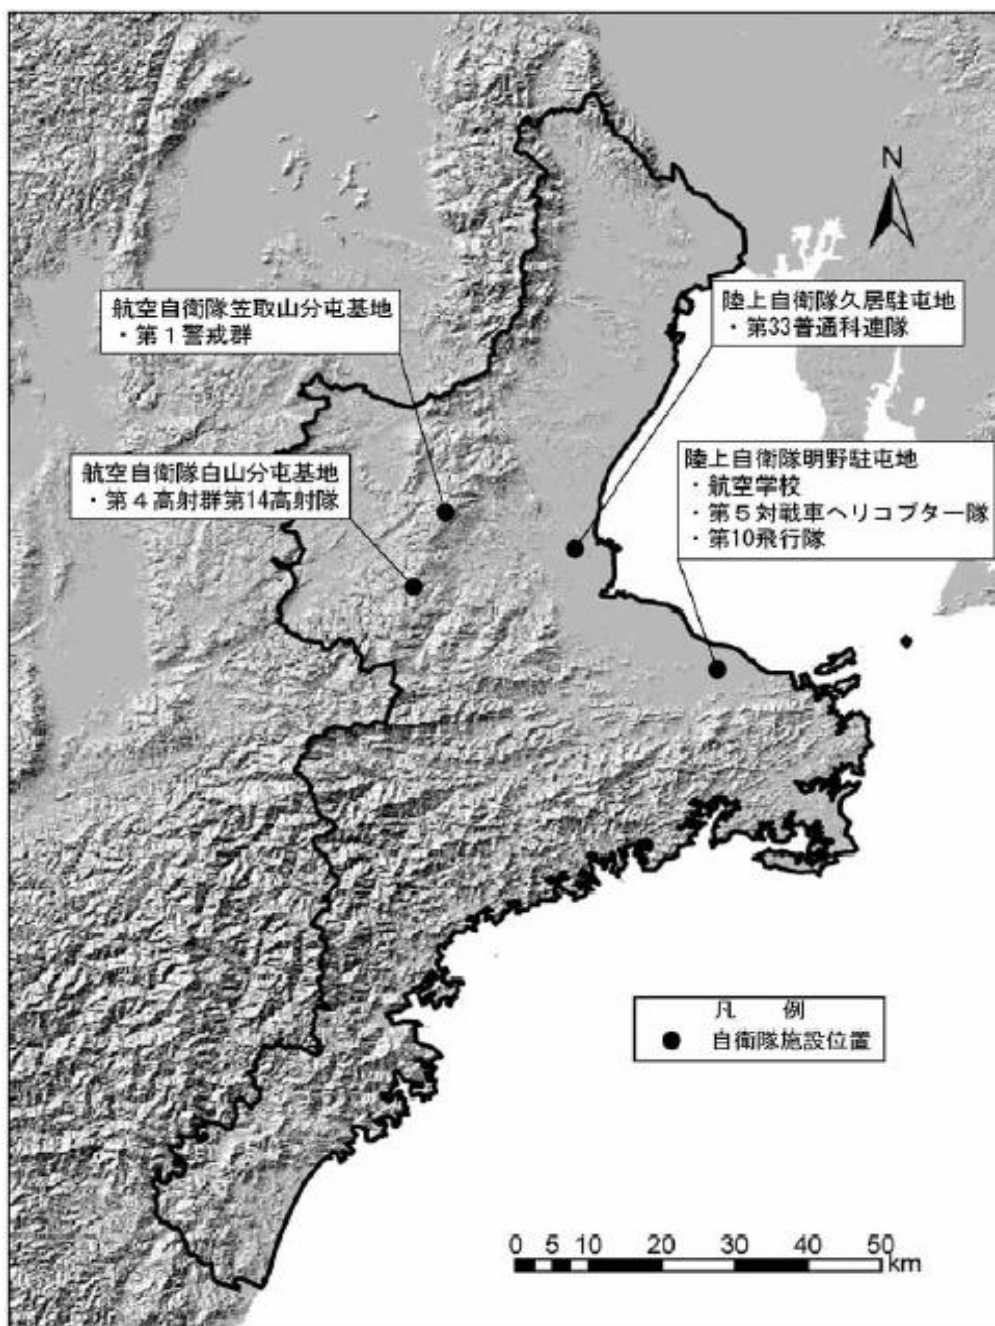 N
航空自衛隊笠取山分屯基地
・第１警戒群
陸上自衛隊久居駐屯地
・第33普通科連隊
航空自衛隊白山分屯基地
・第４高射群第14高射隊
陸上自衛隊明野駐屯地
・航空学校
・第５対戦車ヘリコプター隊
・第10飛行隊
凡　例
自衛隊施設位置
0 5 10 20 30 40 50
km